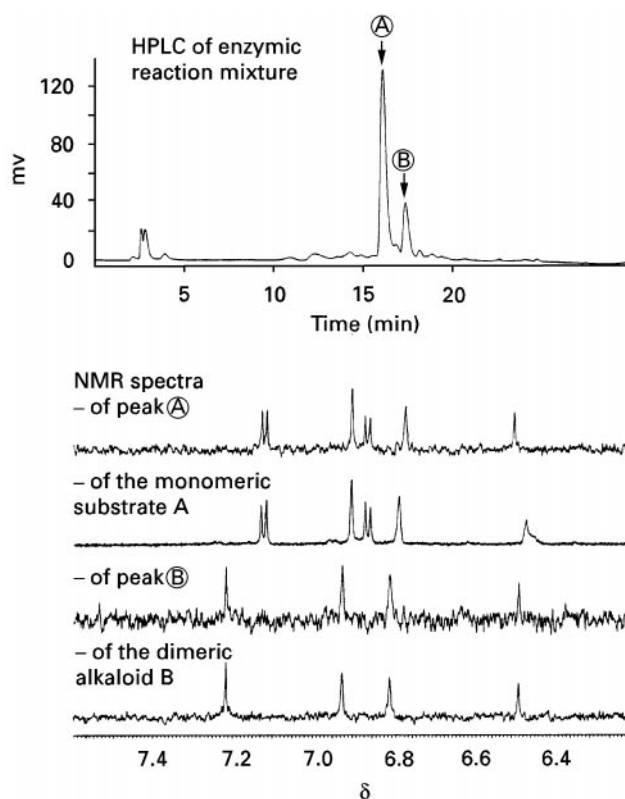 Ⓐ
HPLC of enzymic
reaction mixture
Ⓑ
mv
120
80
40
0
5 10 15 20
Time (min)
NMR spectra
– of peak Ⓐ
– of the monomeric
substrate A
– of peak Ⓑ
– of the dimeric
alkaloid B
7.4 7.2 7.0 6.8 6.6 6.4
δ